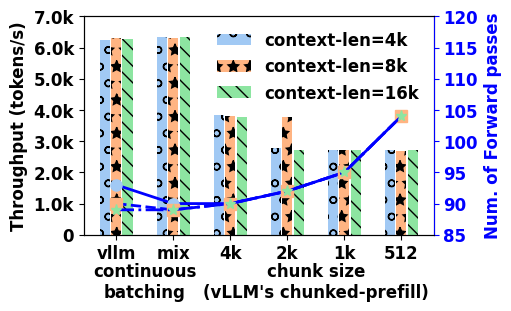 Throughput (tokens/s)
7.0k
6.0k
5.0k
4.0k
3.0k
2.0k
1.0k
0
context-len=4k
context-len=8k
context-len=16k
120
115
110
105
100
95
90
85
Num. of Forward passes
vllm mix 4k 2k 1k 512
continuous chunk size
batching (vLLM's chunked-prefill)